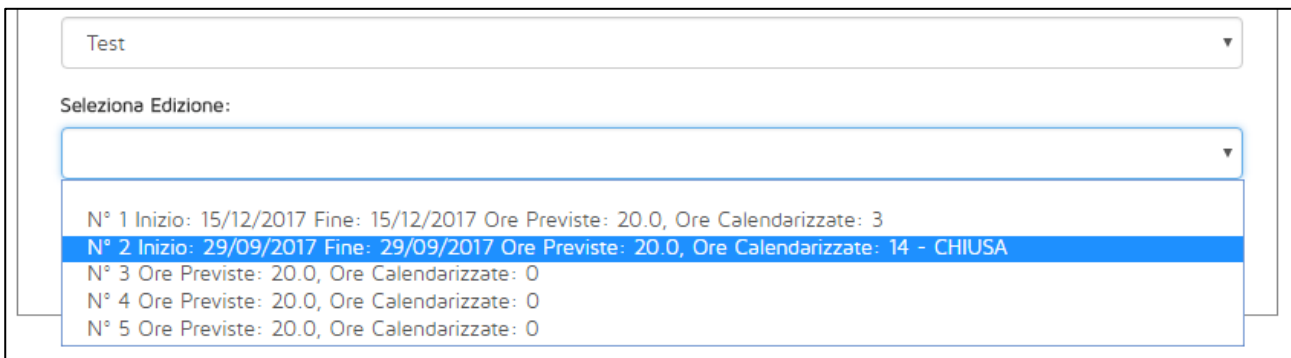 Test
Seleziona Edizione:
N° 1 Inizio: 15/12/2017 Fine: 15/12/2017 Ore Previste: 20.0, Ore Calendarizzate: 3
N° 2 Inizio: 29/09/2017 Fine: 29/09/2017 Ore Previste: 20.0, Ore Calendarizzate: 14 - CHIUSA
N° 3 Ore Previste: 20.0, Ore Calendarizzate: 0
N° 4 Ore Previste: 20.0, Ore Calendarizzate: 0
N° 5 Ore Previste: 20.0, Ore Calendarizzate: 0